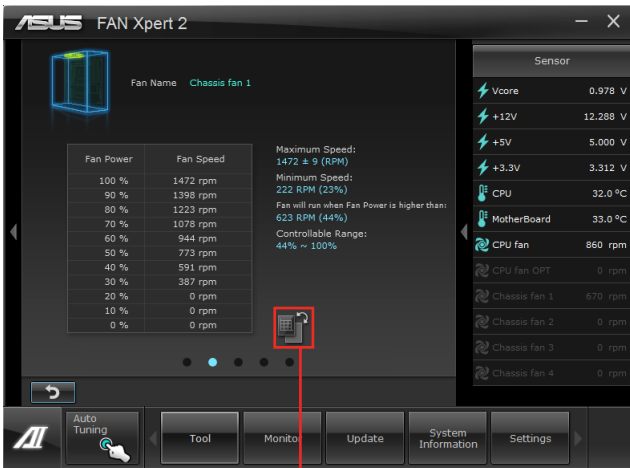 ASUS FAN Xpert 2
Fan Name Chassis fan 1
Fan Power Fan Speed
100 % 1472 rpm
90 % 1398 rpm
80 % 1223 rpm
70 % 1078 rpm
60 % 944 rpm
50 % 773 rpm
40 % 591 rpm
30 % 387 rpm
20 % 0 rpm
10 % 0 rpm
0 % 0 rpm
Maximum Speed:
1472 ± 9 (RPM)
Minimum Speed:
222 RPM (23%)
Fan will run when Fan Power is higher than:
623 RPM (44%)
Controllable Range:
44% ~ 100%
Sensor
Vcore 0.978 V
+12V 12.288 V
+5V 5.000 V
+3.3V 3.312 V
CPU 32.0 ºC
MotherBoard 33.0 ºC
CPU fan 860 rpm
CPU fan OPT 0 rpm
Chassis fan 1 670 rpm
Chassis fan 2 0 rpm
Chassis fan 3 0 rpm
Chassis fan 4 0 rpm
Auto
Tuning
Tool
Monitor
Update
System
Information
Settings